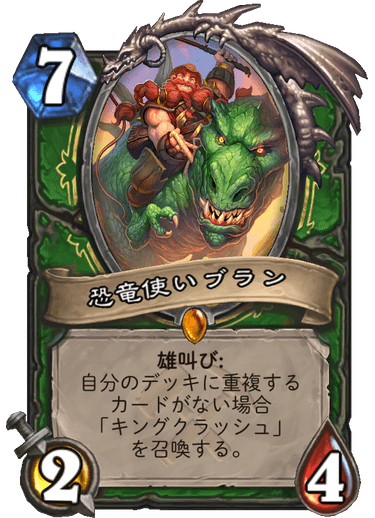 7
恐竜使いブラン
雄叫び:
自分のデッキに重複する
カードがない場合
「キングクラッシュ」
を召喚する。
2
4